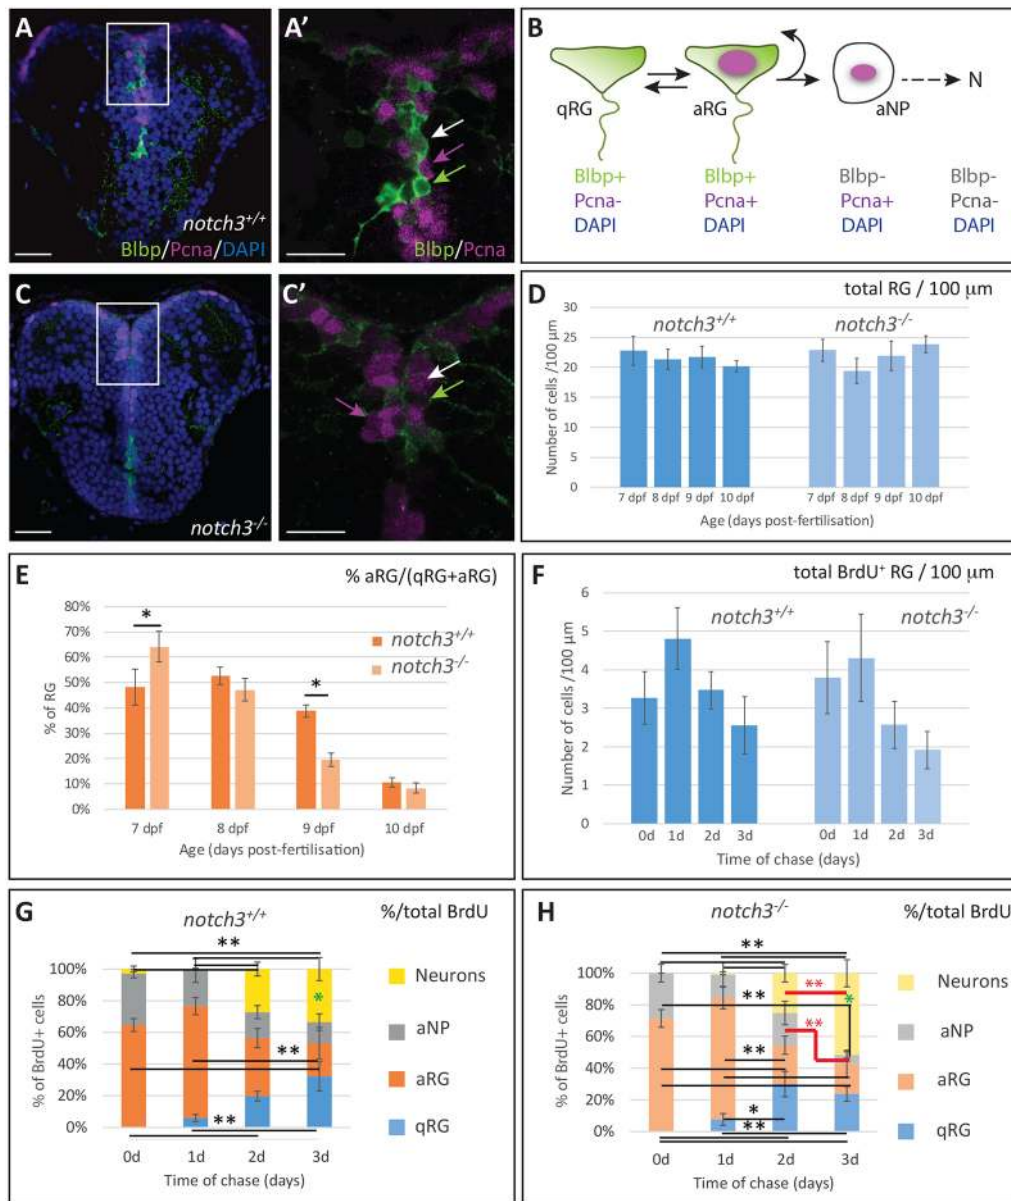 A
notch3+/+
Blbp/Pcna/DAPI
A'
Blbp/Pcna
B
qRG
aRG
aNP
N
Blbp+ Blbp+ Blbp- Blbp-
Pcna- Pcna+ Pcna+ Pcna-
DAPI DAPI DAPI DAPI
C
notch3-/-
C'
D
total RG / 100 μm
notch3+/+ notch3-/-
Number of cells /100 μm
30
25
20
15
10
5
0
7 dpf 8 dpf 9 dpf 10 dpf 7 dpf 8 dpf 9 dpf 10 dpf
Age (days post-fertilisation)
E
% aRG/(qRG+aRG)
% of RG
80%
70%
60%
50%
40%
30%
20%
10%
0%
*
*
notch3+/+
notch3-/-
7 dpf 8 dpf 9 dpf 10 dpf
Age (days post-fertilisation)
F
total BrdU+ RG / 100 μm
notch3+/+ notch3-/-
Number of cells /100 μm
6
5
4
3
2
1
0
0d 1d 2d 3d 0d 1d 2d 3d
Time of chase (days)
G
notch3+/+
%/total BrdU
% of BrdU+ cells
100%
80%
60%
40%
20%
0%
**
*
**
**
Neurons
aNP
aRG
qRG
0d 1d 2d 3d
Time of chase (days)
H
notch3-/-
%/total BrdU
% of BrdU+ cells
100%
80%
60%
40%
20%
0%
**
**
**
*
**
**
*
**
Neurons
aNP
aRG
qRG
0d 1d 2d 3d
Time of chase (days)